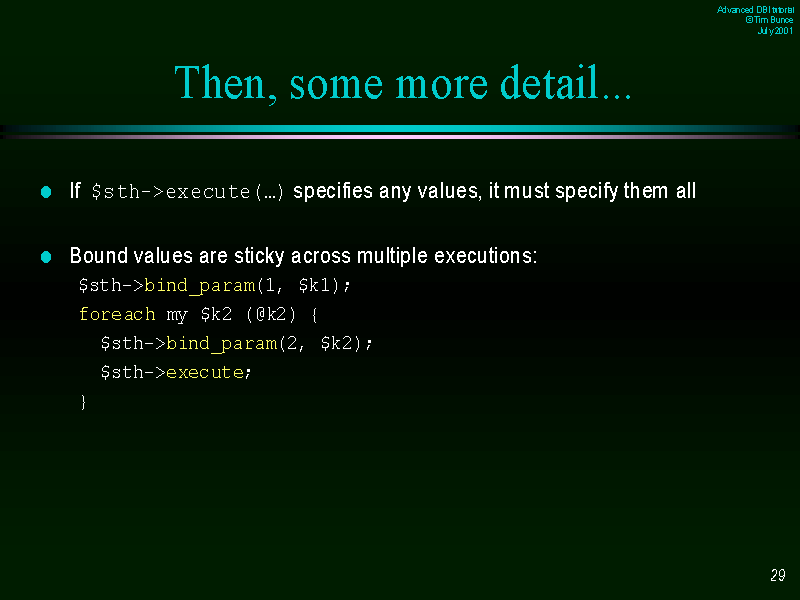 Advanced DBI tutorial
© Tim Bunce
July 2001
Then, some more detail...
If $sth->execute(…) specifies any values, it must specify them all
Bound values are sticky across multiple executions:
$sth->bind_param(1, $k1);
foreach my $k2 (@k2) {
$sth->bind_param(2, $k2);
$sth->execute;
}
29